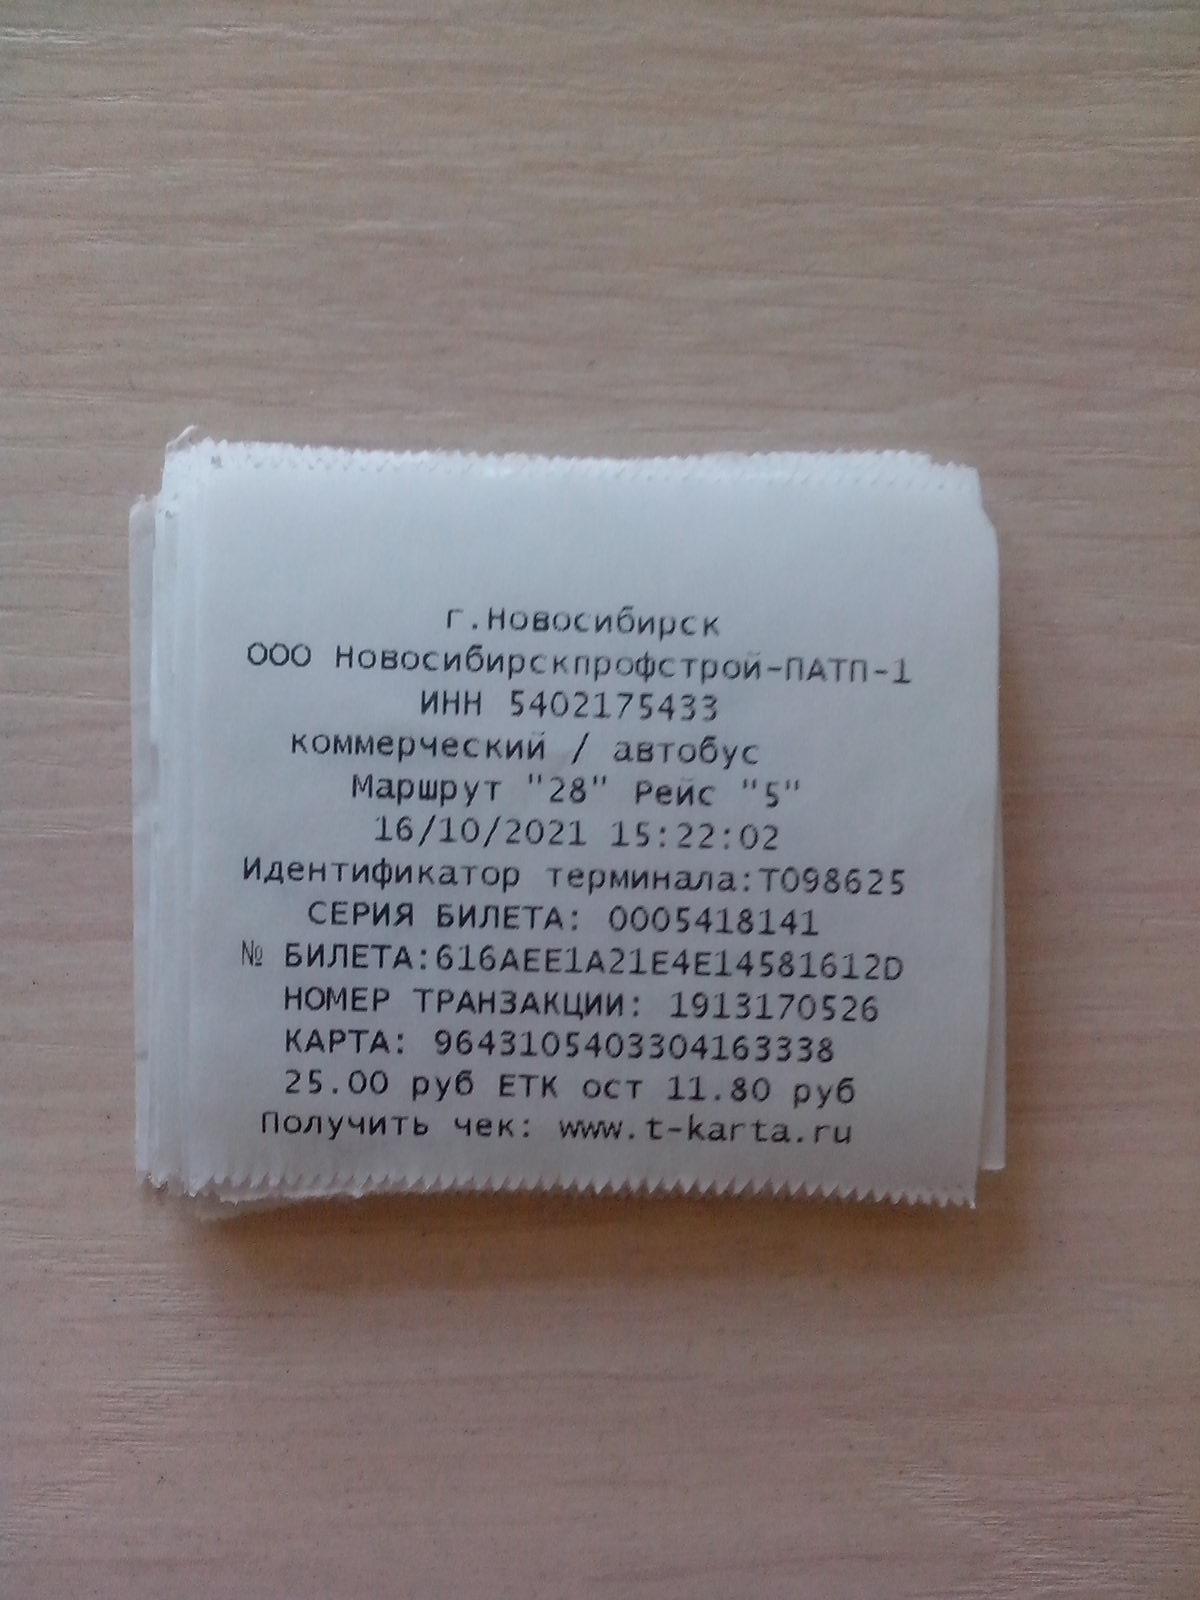 г.Новосибирск
ООО Новосибирскпрофстрой-ПАТП-1
ИНН 5402175433
коммерческий / автобус
Маршрут "28" Рейс "5"
16/10/2021 15:22:02
Идентификатор терминала:T098625
СЕРИЯ БИЛЕТА: 0005418141
№ БИЛЕТА:616AEE1A21E4E14581612D
НОМЕР ТРАНЗАКЦИИ: 1913170526
КАРТА: 9643105403304163338
25.00 руб ЕТК ост 11.80 руб
Получить чек: www.t-karta.ru